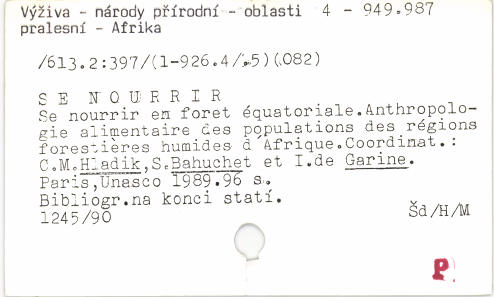 Výživa - národy přírodní - oblasti 4 - 949.987
pralesní - Afrika
/613.2:397/(1-926.4/.5)(082)
S E N O U R R I R
Se nourrir en foret équatoriale.Anthropolo-
gie alimentaire des populations des régions
forestières humides d'Afrique.Coordinat.:
C.M.Hladik,S.Bahuchet et I.de Garine.
Paris,Unasco 1989.96 s.
Bibliogr.na konci statí.
1245/90 Šd/H/M
P